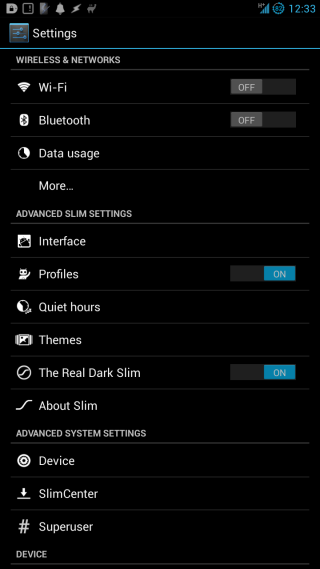 H+ 82 12:33
Settings
WIRELESS & NETWORKS
Wi-Fi OFF
Bluetooth OFF
Data usage
More...
ADVANCED SLIM SETTINGS
Interface
Profiles ON
Quiet hours
Themes
The Real Dark Slim ON
About Slim
ADVANCED SYSTEM SETTINGS
Device
SlimCenter
# Superuser
DEVICE